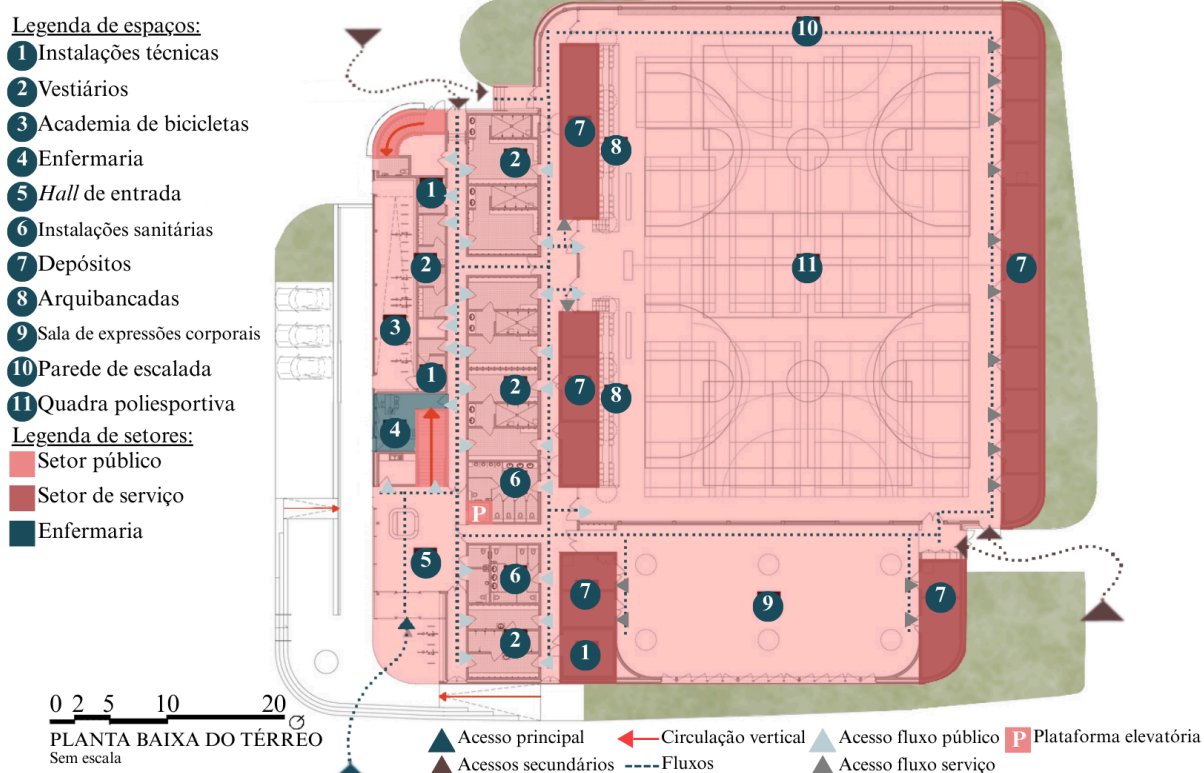 Legenda de espaços:
1 Instalações técnicas
2 Vestiários
3 Academia de bicicletas
4 Enfermaria
5 Hall de entrada
6 Instalações sanitárias
7 Depósitos
8 Arquibancadas
9 Sala de expressões corporais
10 Parede de escalada
11 Quadra poliesportiva
Legenda de setores:
Setor público
Setor de serviço
Enfermaria
10
7
8
2
1
2
11
7
3
1
7
8
2
4
6
P
5
6
7
9
7
2
1
0 2 5 10 20
PLANTA BAIXA DO TÉRREO
Sem escala
Acesso principal
Circulação vertical
Acesso fluxo público
P Plataforma elevatória
Acessos secundários
Fluxos
Acesso fluxo serviço